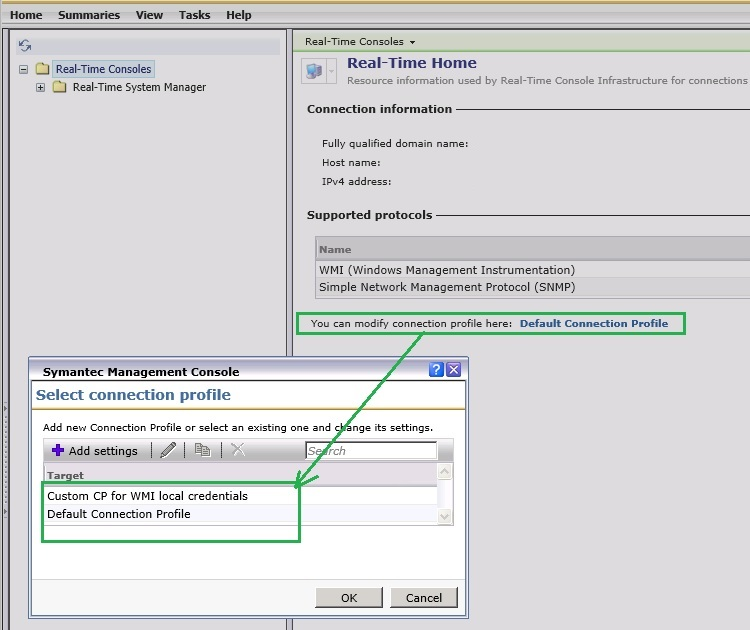 Home Summaries View Tasks Help
Real-Time Consoles
Real-Time System Manager
Real-Time Consoles
Real-Time Home
Resource information used by Real-Time Console Infrastructure for connections
Connection information
Fully qualified domain name:
Host name:
IPv4 address:
Supported protocols
Name
WMI (Windows Management Instrumentation)
Simple Network Management Protocol (SNMP)
You can modify connection profile here: Default Connection Profile
Symantec Management Console
Select connection profile
Add new Connection Profile or select an existing one and change its settings.
Add settings Search
Target
Custom CP for WMI local credentials
Default Connection Profile
OK Cancel